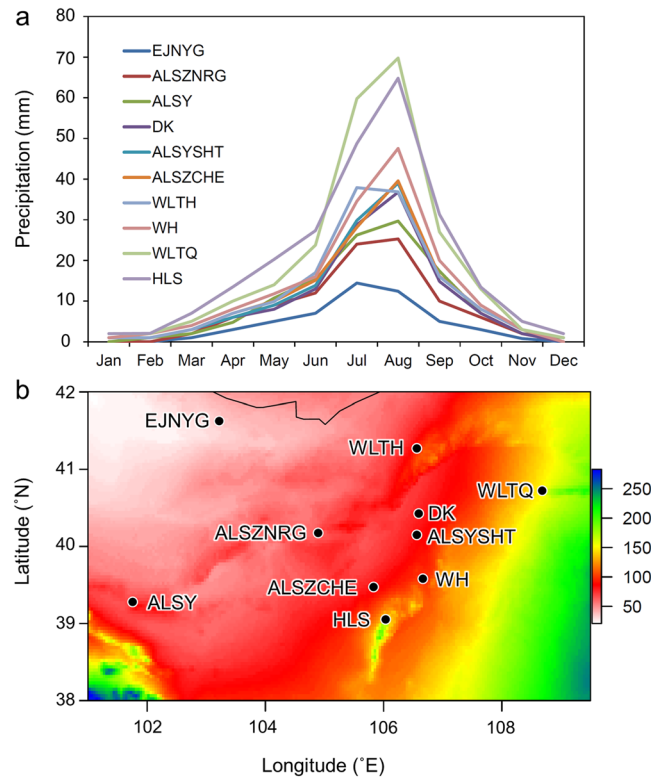 a
Precipitation (mm)
80
70
60
50
40
30
20
10
0
EJNYG
ALSZNRG
ALSY
DK
ALSYSHT
ALSZCHE
WLTH
WH
WLTQ
HLS
Jan Feb Mar Apr May Jun Jul Aug Sep Oct Nov Dec
b
Latitude (°N)
42
41
40
39
38
EJNYG
WLTH
WLTQ
DK
ALSZNRG
ALSYSHT
ALSZCHE
WH
ALSY
HLS
250
200
150
100
50
102 104 106 108
Longitude (°E)